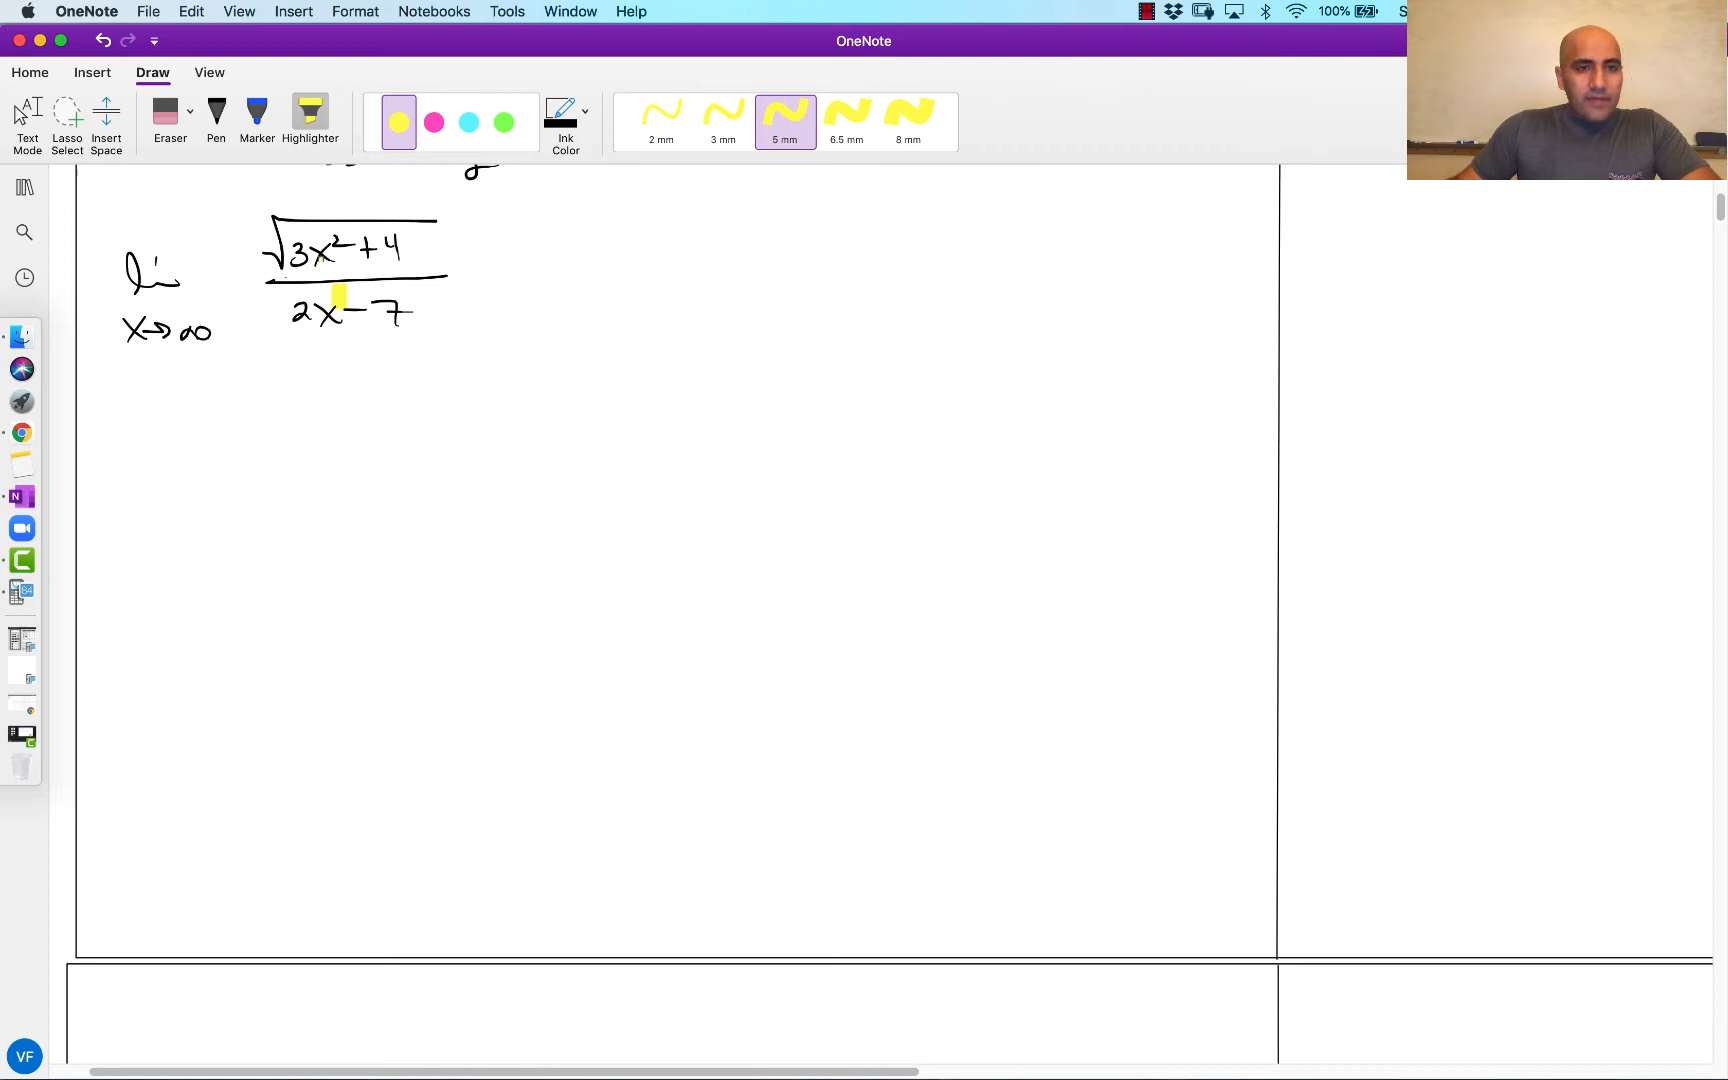 OneNote File Edit View Insert Format Notebooks Tools Window Help 100%
OneNote
Home Insert Draw View
Text Mode
Lasso Select
Insert Space
Eraser
Pen
Marker
Highlighter
Ink Color
2 mm
3 mm
5 mm
6.5 mm
8 mm
√3x²+4
lim
2x-7
x→∞
VF